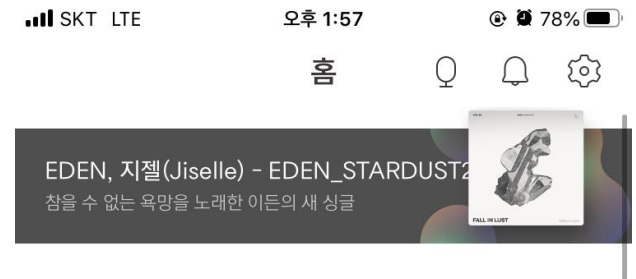 SKT LTE 오후 1:57 78%
홈
EDEN, 지젤(Jiselle) - EDEN_STARDUST2
참을 수 없는 욕망을 노래한 이든의 새 싱글
FALL IN LUST